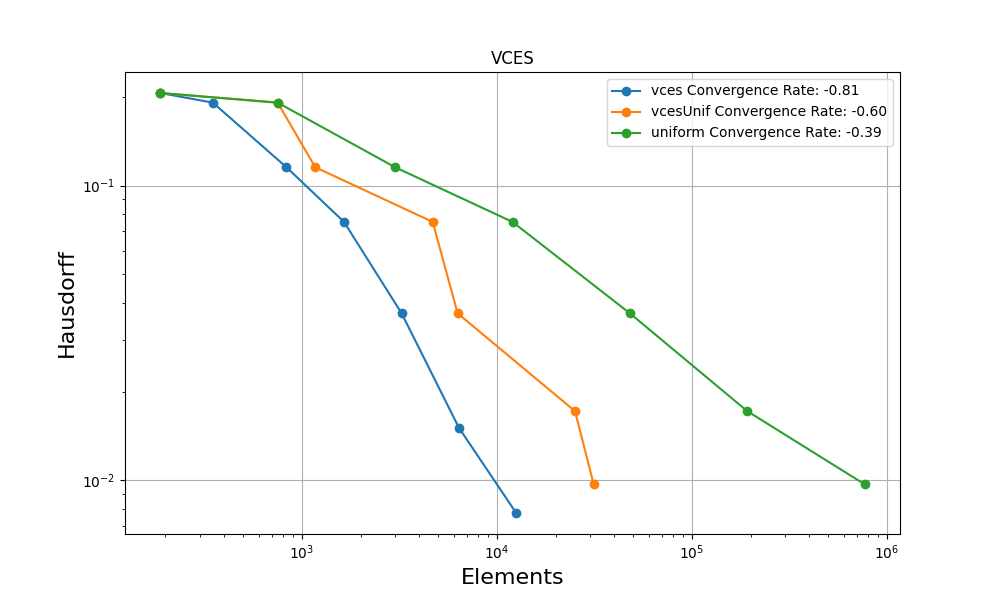 VCES
vces Convergence Rate: -0.81
vcesUnif Convergence Rate: -0.60
uniform Convergence Rate: -0.39
Hausdorff
10⁻¹
10⁻²
10³ 10⁴ 10⁵ 10⁶
Elements